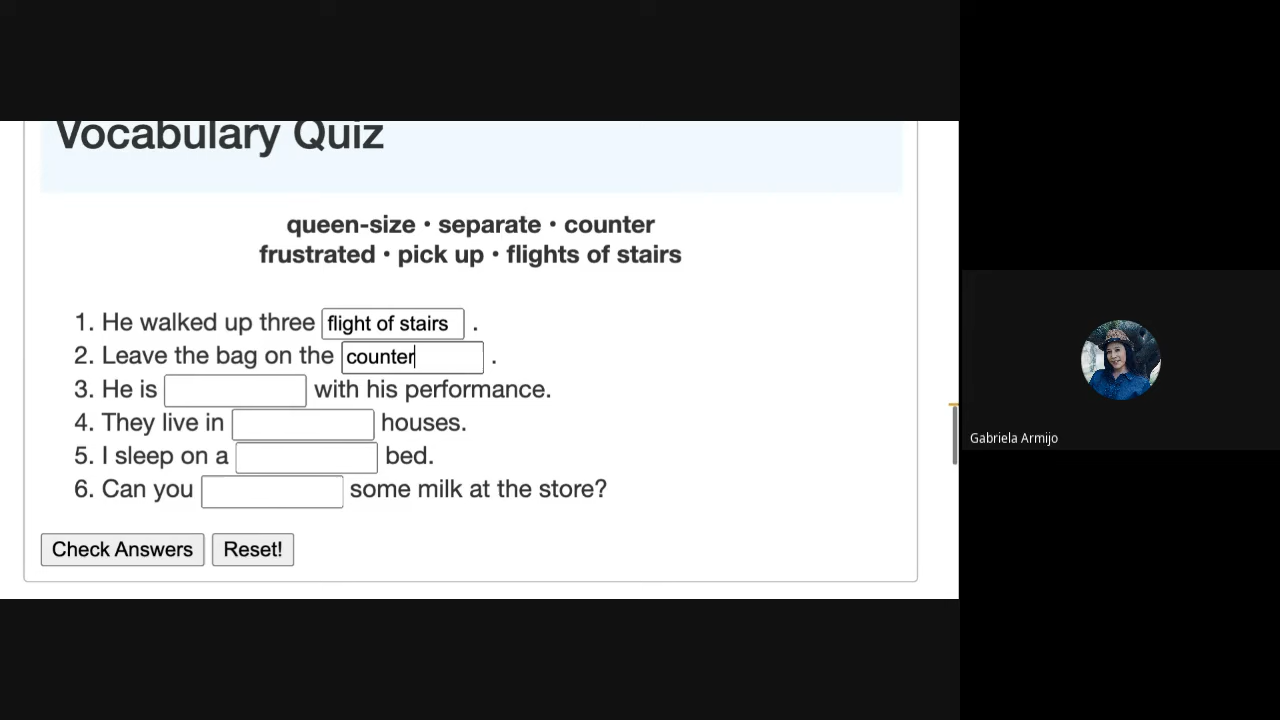 Vocabulary Quiz
queen-size • separate • counter
frustrated • pick up • flights of stairs
1. He walked up three flight of stairs .
2. Leave the bag on the counter .
3. He is with his performance.
4. They live in houses.
5. I sleep on a bed.
6. Can you some milk at the store?
Check Answers Reset!
Gabriela Armijo